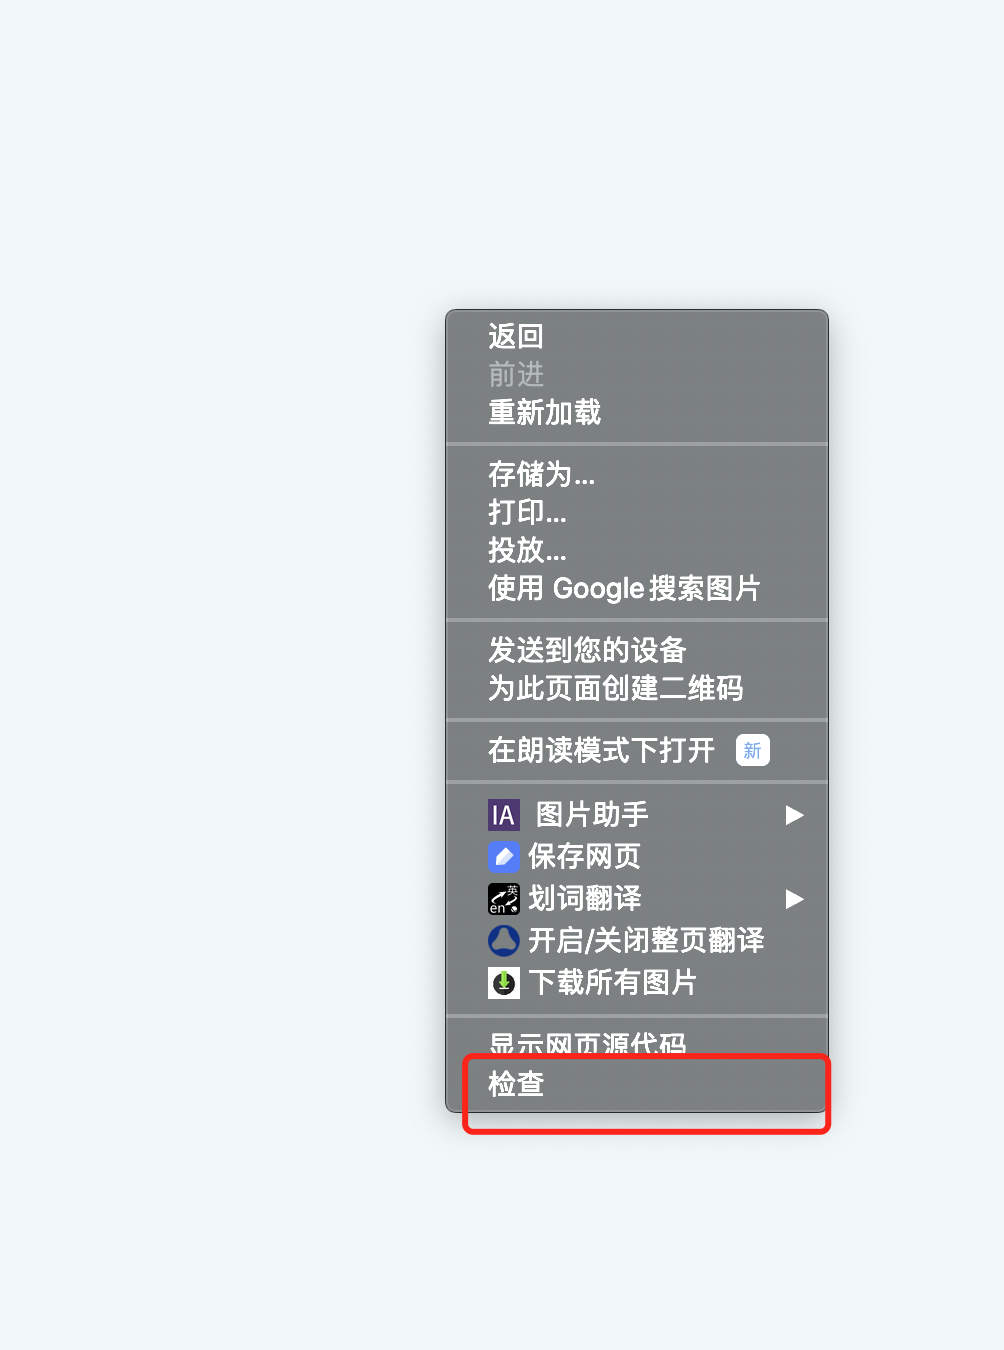 返回
前进
重新加载
存储为...
打印...
投放...
使用 Google 搜索图片
发送到您的设备
为此页面创建二维码
在朗读模式下打开 新
IA 图片助手
保存网页
英 en 划词翻译
开启/关闭整页翻译
下载所有图片
显示网页源代码
检查